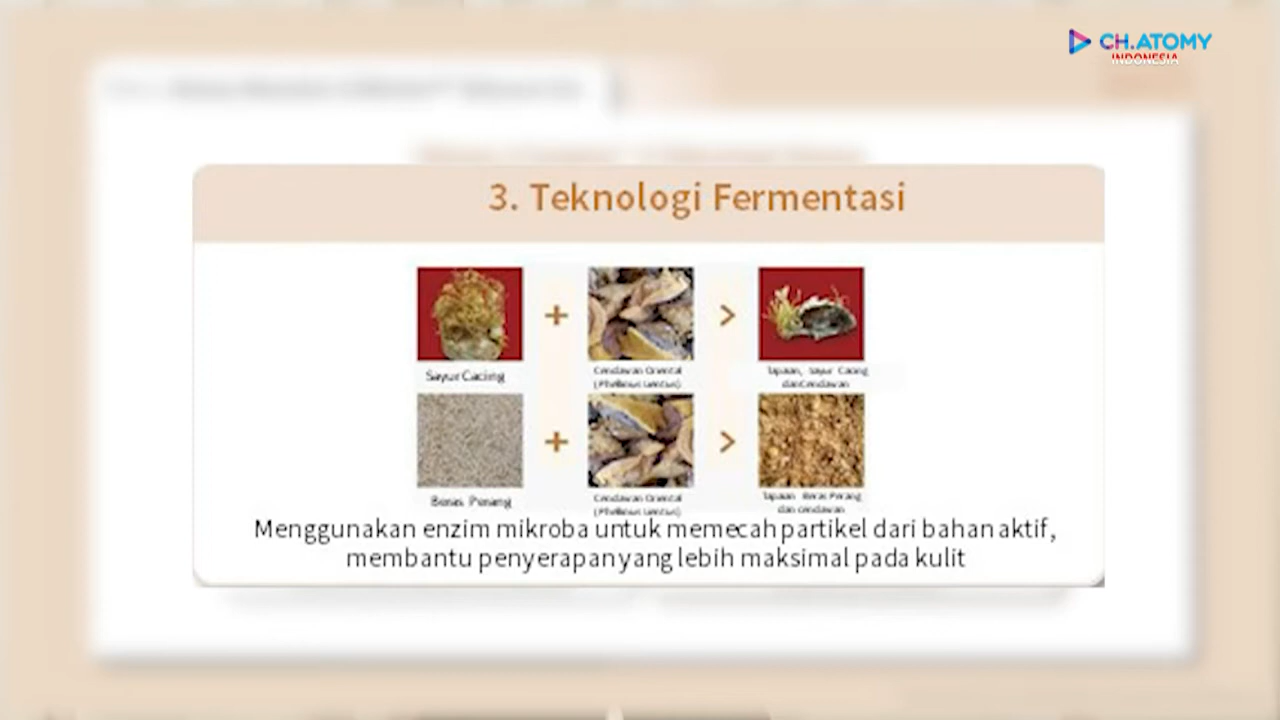 CH.ATOMY
INDONESIA
3. Teknologi Fermentasi
Sayur Cacing
Cendawan Oriental
(Phellinus Linteus)
Tapaian, Sayur Cacing
dan Cendawan
Beras Perang
Cendawan Oriental
(Phellinus Linteus)
Tapaian Beras Perang
dan cendawan
Menggunakan enzim mikroba untuk memecah partikel dari bahan aktif,
membantu penyerapan yang lebih maksimal pada kulit